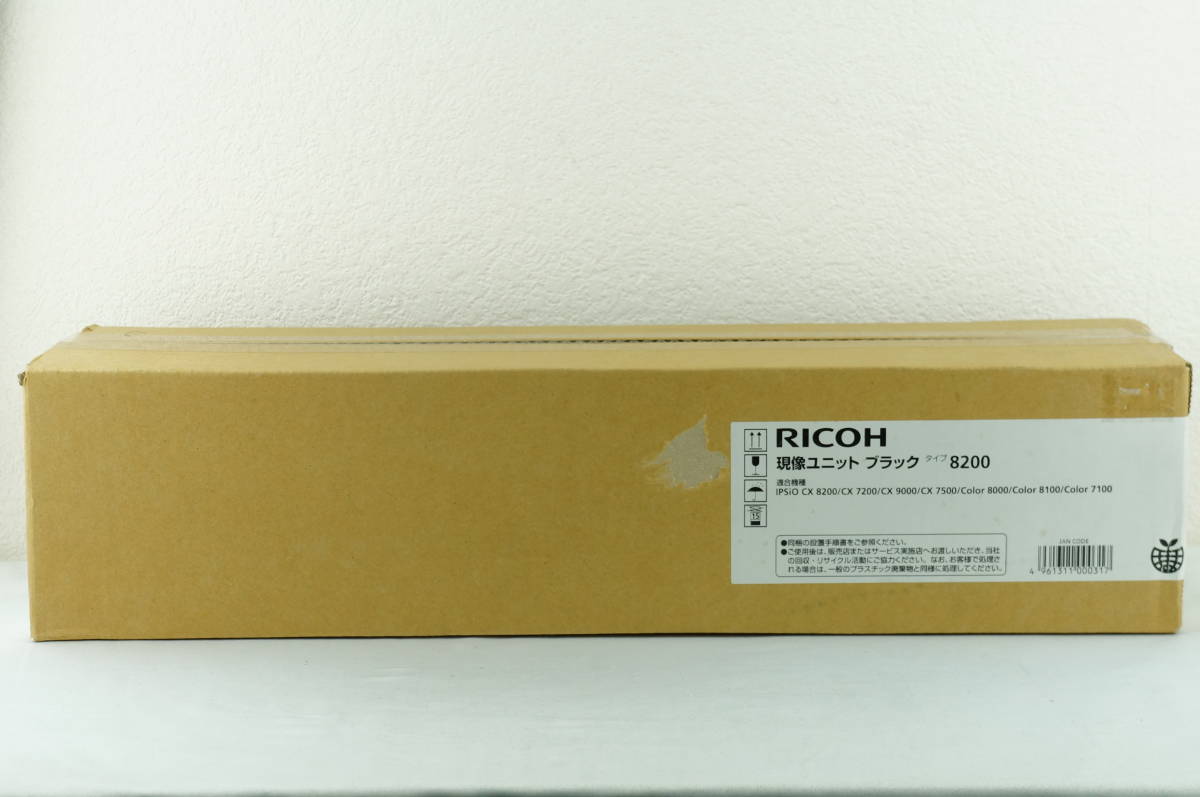 RICOH
現像ユニット ブラック タイプ 8200
適合機種
IPSiO CX 8200/CX 7200/CX 9000/CX 7500/Color 8000/Color 8100/Color 7100
15
●同梱の設置手順書をご参照ください。
●ご使用後は、販売店またはサービス実施店へお渡しいただき、当社
の回収・リサイクル活動にご協力ください。なお、お客様で処理さ
れる場合は、一般のプラスチック廃棄物と同様に処理してください。
JAN CODE
4 961311 000317